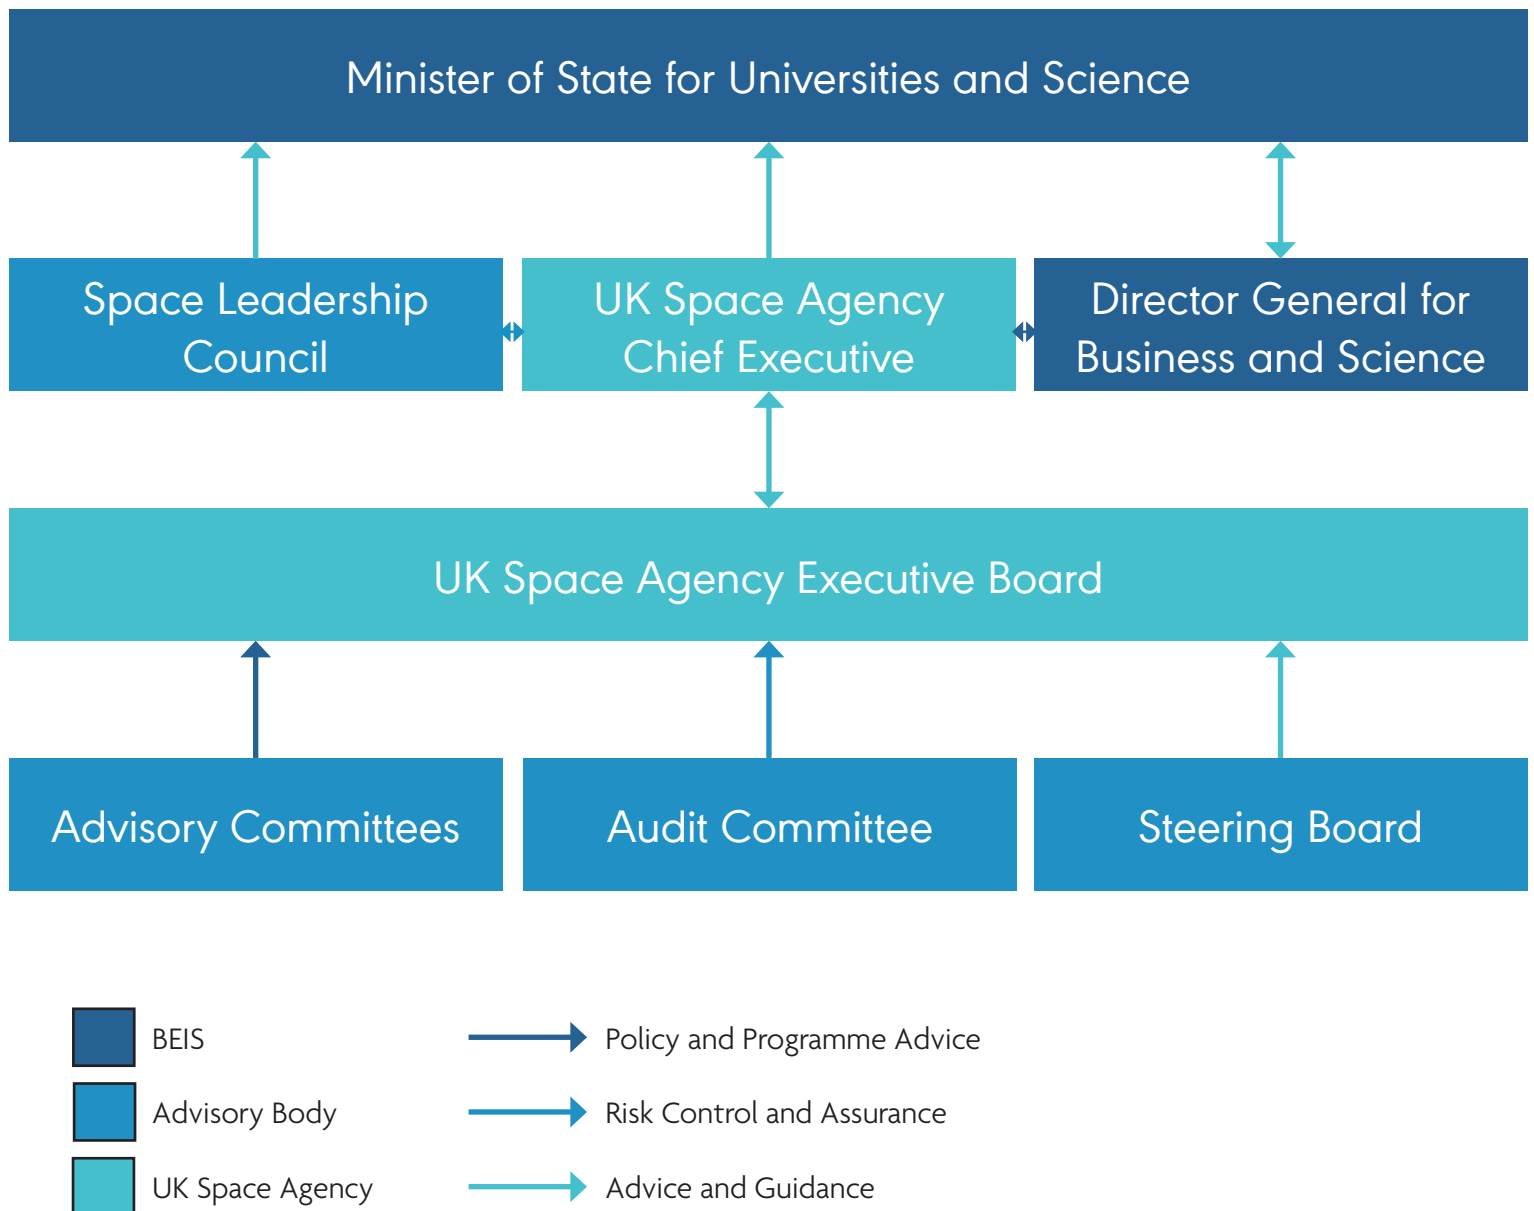 Minister of State for Universities and Science
Space Leadership
Council
UK Space Agency
Chief Executive
Director General for
Business and Science
UK Space Agency Executive Board
Advisory Committees
Audit Committee
Steering Board
BEIS
Policy and Programme Advice
Advisory Body
Risk Control and Assurance
UK Space Agency
Advice and Guidance